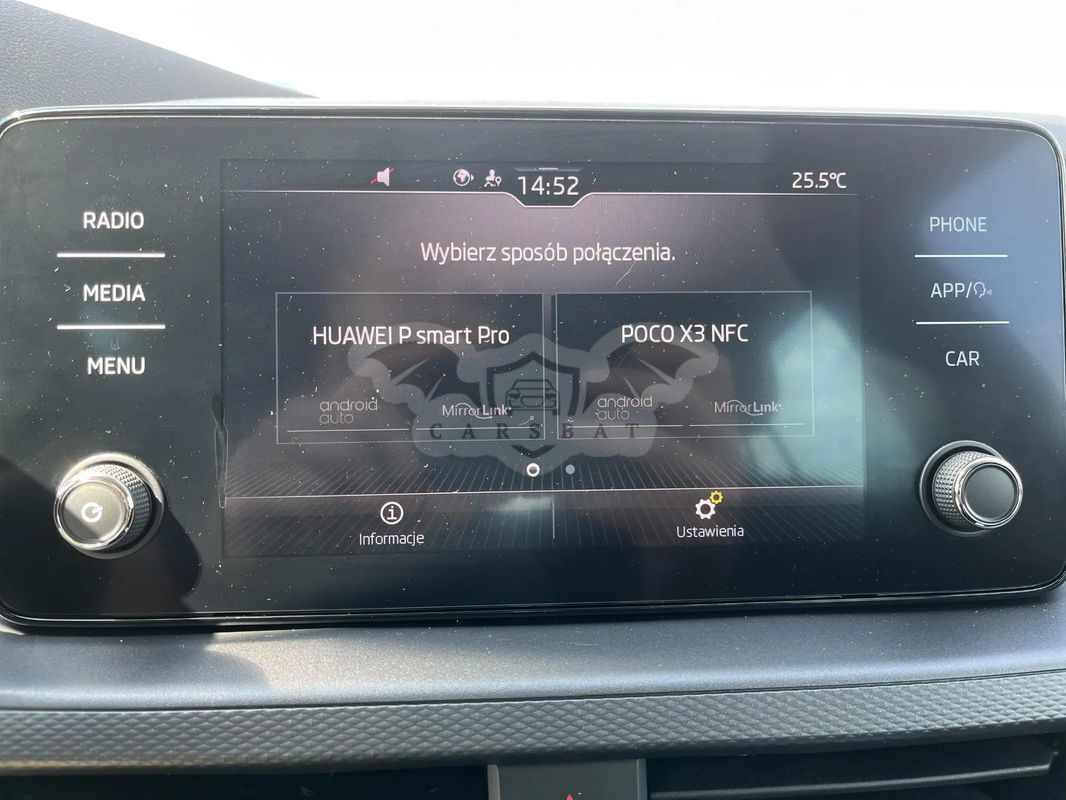 14:52
25.5°C
RADIO
MEDIA
MENU
Wybierz sposób połączenia.
HUAWEI P smart Pro
POCO X3 NFC
android auto
MirrorLink
android auto
MirrorLink
CARSBAT
Informacje
Ustawienia
PHONE
APP/
CAR